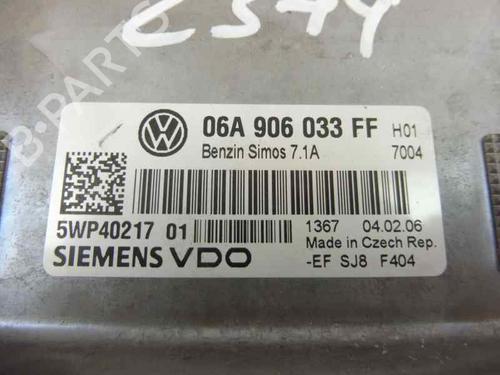 06A 906 033 FF H01
Benzin Simos 7.1A 7004
5WP40217 01 1367 04.02.06
Made in Czech Rep.
SIEMENS VDO -EF SJ8 F404